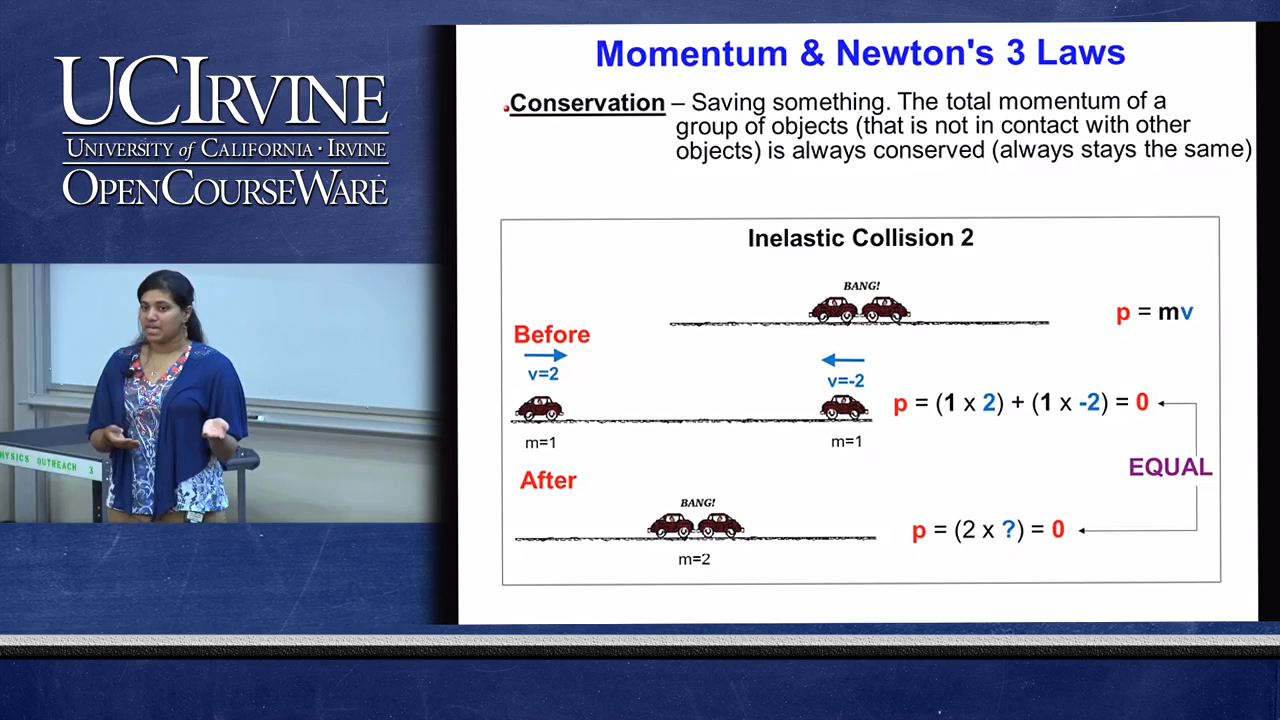 UCIRVINE
UNIVERSITY of CALIFORNIA · IRVINE
OPENCOURSEWARE
PHYSICS OUTREACH 3
Momentum & Newton's 3 Laws
Conservation – Saving something. The total momentum of a
group of objects (that is not in contact with other
objects) is always conserved (always stays the same)
Inelastic Collision 2
BANG!
p = mv
Before
v=2
v=-2
p = (1 x 2) + (1 x -2) = 0
m=1
m=1
EQUAL
After
BANG!
p = (2 x ?) = 0
m=2